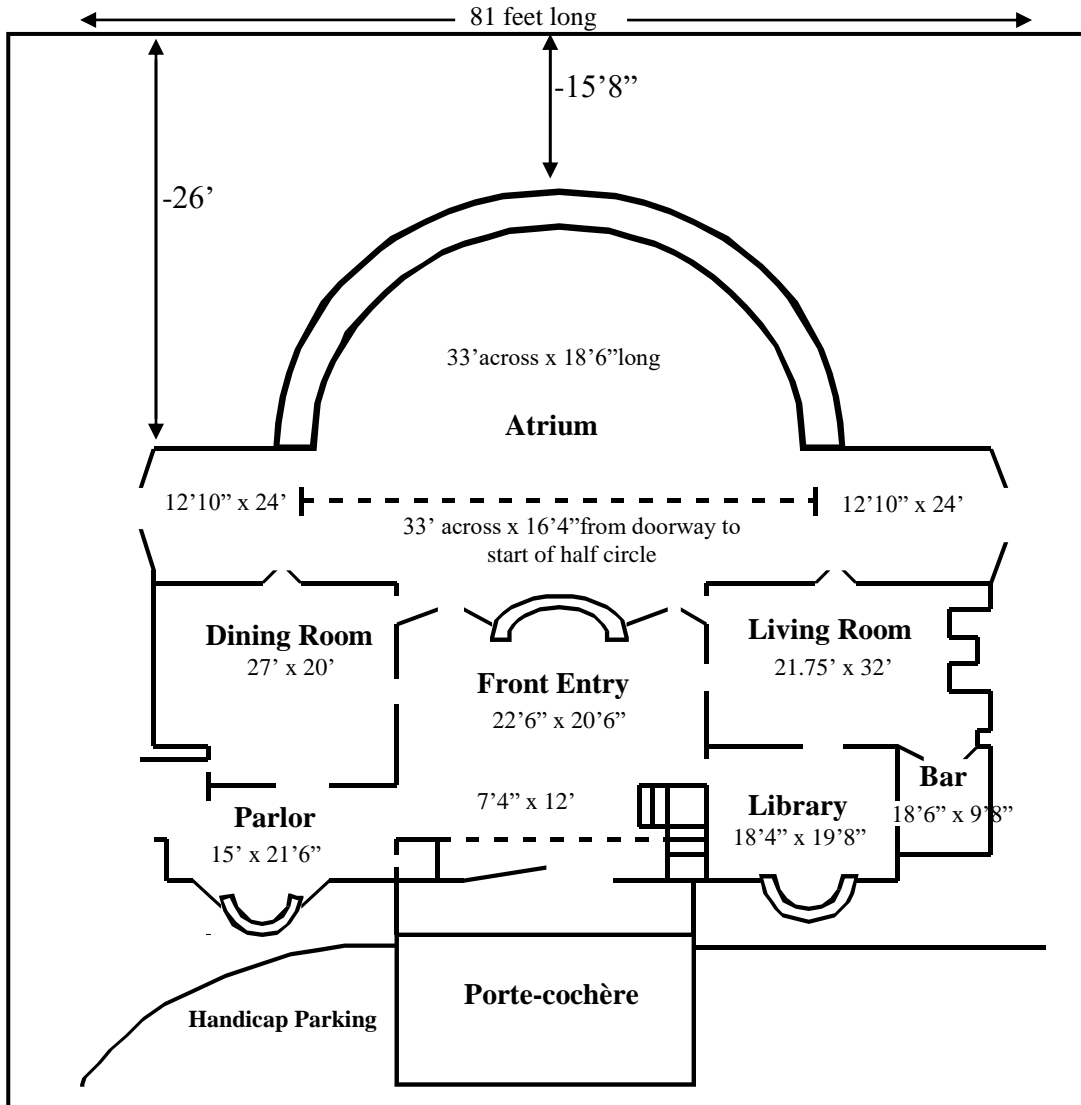 81 feet long
-15’8”
-26’
33’across x 18’6”long
Atrium
12’10” x 24’
12’10” x 24’
33’ across x 16’4”from doorway to
start of half circle
Dining Room
27’ x 20’
Living Room
21.75’ x 32’
Front Entry
22’6” x 20’6”
7’4” x 12’
Parlor
15’ x 21’6”
Library
18’4” x 19’8”
Bar
18’6” x 9’8”
Porte-cochère
Handicap Parking